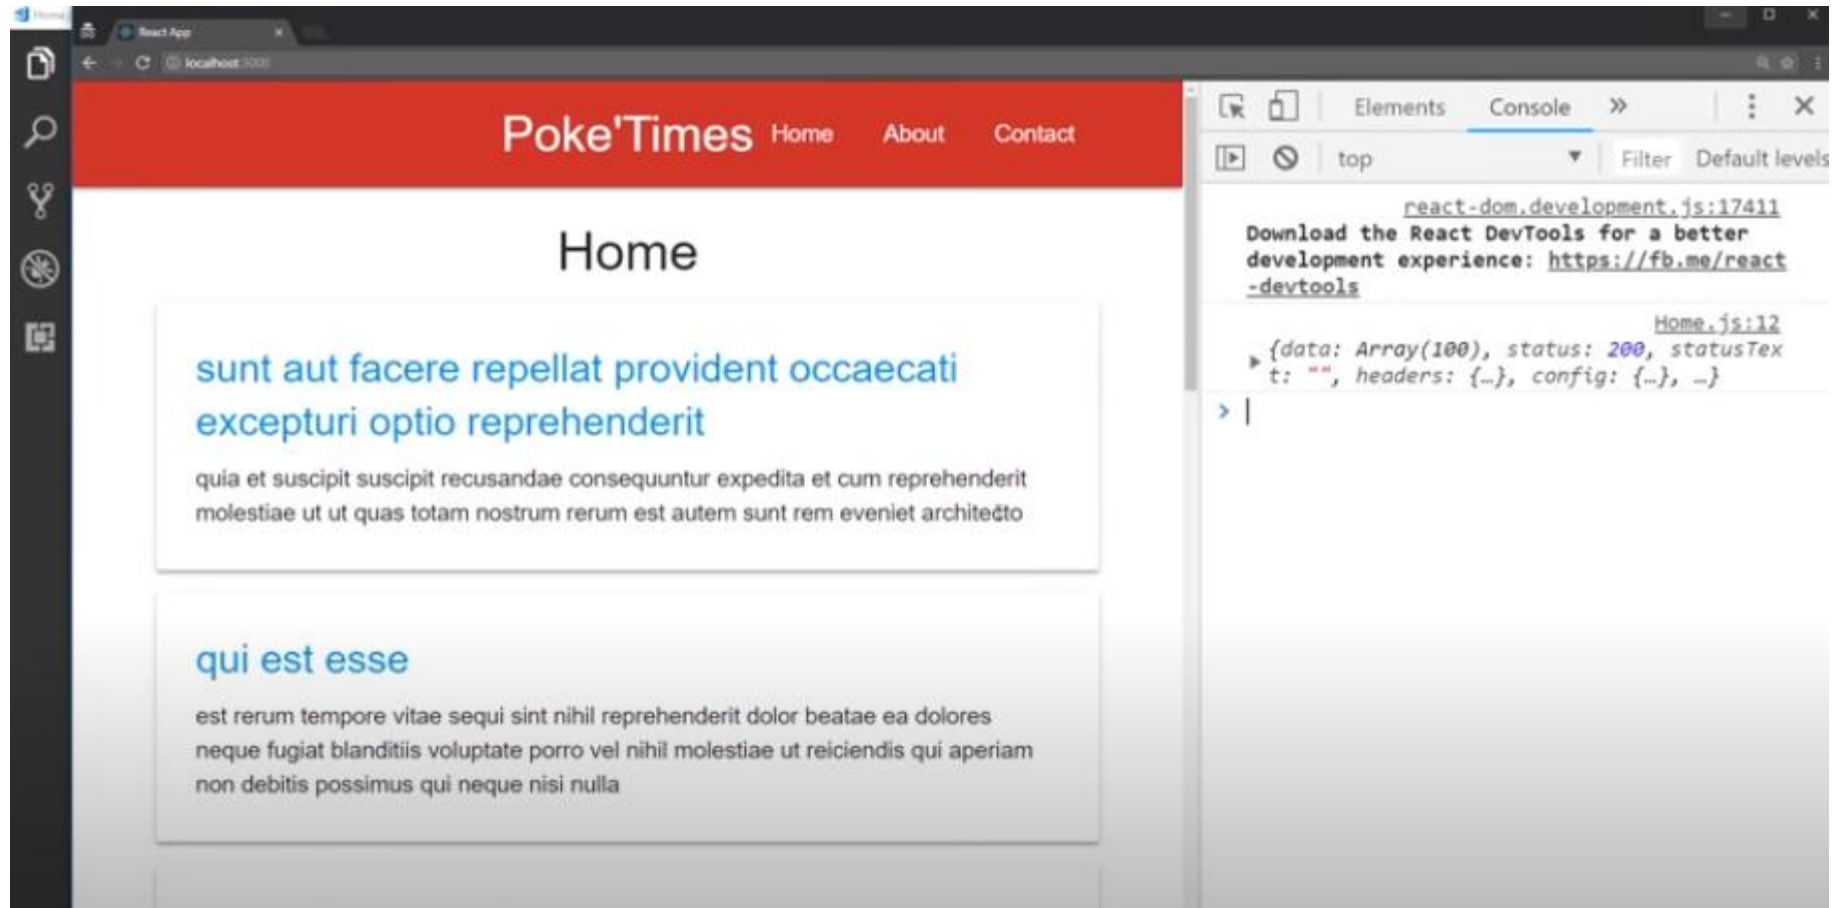 React App
localhost:3000
Poke'Times Home About Contact
Home
sunt aut facere repellat provident occaecati
excepturi optio reprehenderit
quia et suscipit suscipit recusandae consequuntur expedita et cum reprehenderit
molestiae ut ut quas totam nostrum rerum est autem sunt rem eveniet architecto
qui est esse
est rerum tempore vitae sequi sint nihil reprehenderit dolor beatae ea dolores
neque fugiat blanditiis voluptate porro vel nihil molestiae ut reiciendis qui aperiam
non debitis possimus qui neque nisi nulla
Elements Console »
top Filter Default levels
react-dom.development.js:17411
Download the React DevTools for a better
development experience: https://fb.me/react
-devtools
Home.js:12
{data: Array(100), status: 200, statusTex
t: "", headers: {…}, config: {…}, …}